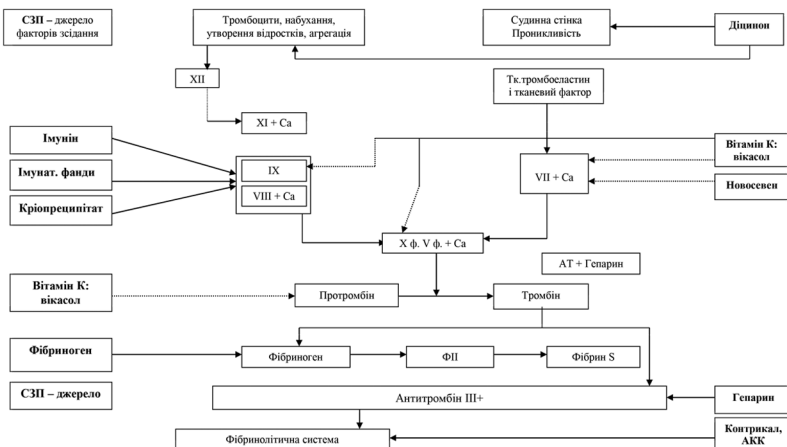 СЗП – джерело
факторів зсідання
Тромбоцити, набухання,
утворення відростків, агрегація
Судинна стінка
Проникливість
Діцинон
XII
Тк.тромбоеластин
і тканевий фактор
XI + Ca
Імунін
Імунат. фанди
Кріопреципітат
IX
VIII + Ca
VII + Ca
Вітамін К:
вікасол
Новосевен
X ф. V ф. + Ca
АТ + Гепарин
Вітамін К:
вікасол
Протромбін
Тромбін
Фібриноген
Фібриноген
ФІІ
Фібрин S
СЗП – джерело
Антитромбін III+
Гепарин
Фібринолітична система
Контрикал,
АКК